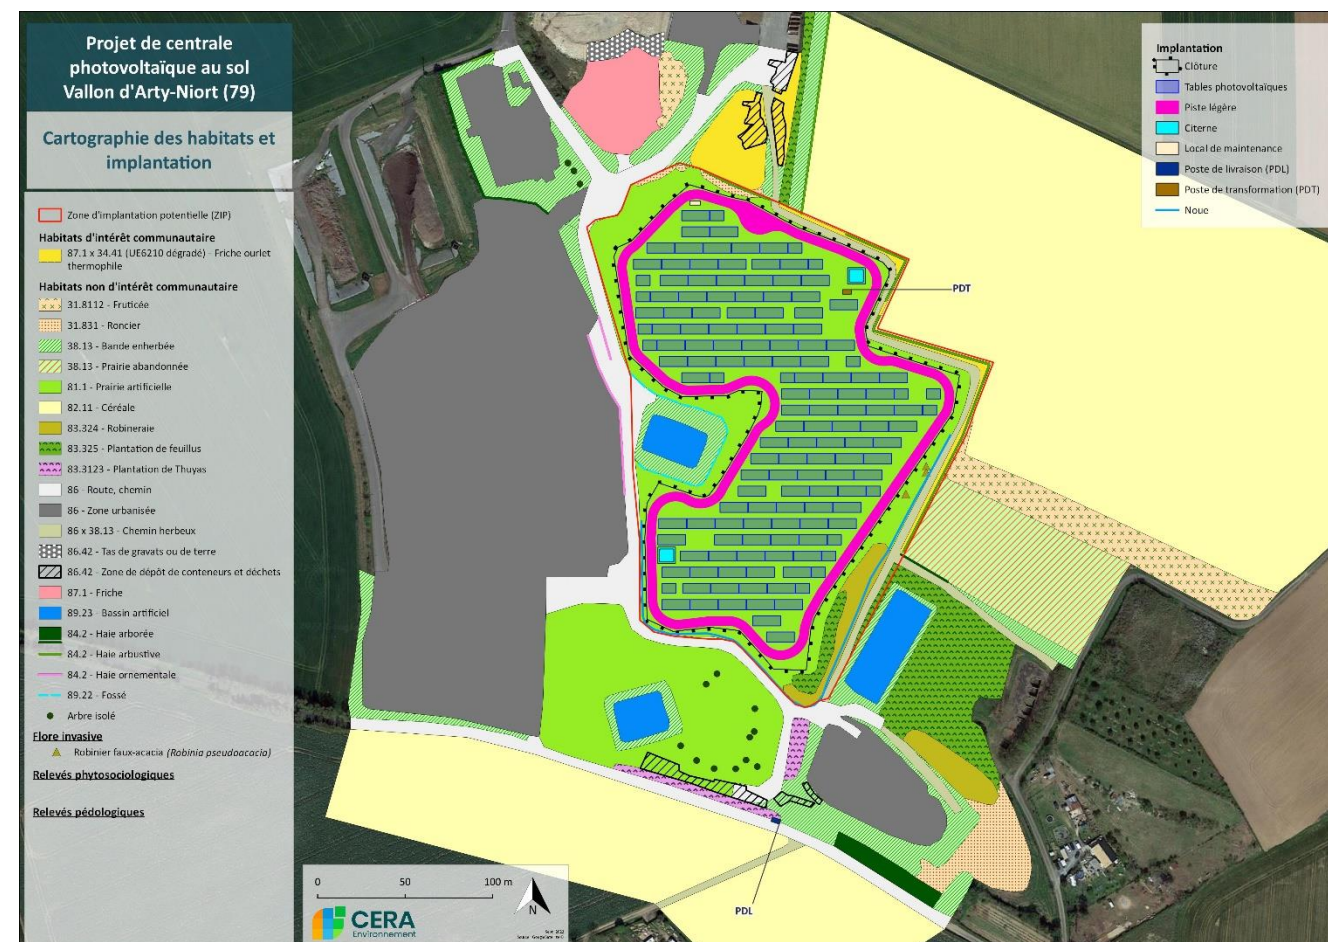 Projet de centrale
photovoltaïque au sol
Vallon d'Arty-Niort (79)
Cartographie des habitats et
implantation
Zone d'implantation potentielle (ZIP)
Habitats d'intérêt communautaire
87.1 x 34.41 (UE6210 dégradé) - Friche ourlet
thermophile
Habitats non d'intérêt communautaire
31.8112 - Fruticée
31.831 - Roncier
38.13 - Bande enherbée
38.13 - Prairie abandonnée
81.1 - Prairie artificielle
82.11 - Céréale
83.324 - Robineraie
83.325 - Plantation de feuillus
83.3123 - Plantation de Thuyas
86 - Route, chemin
86 - Zone urbanisée
86 x 38.13 - Chemin herbeux
86.42 - Tas de gravats ou de terre
86.42 - Zone de dépôt de conteneurs et déchets
87.1 - Friche
89.23 - Bassin artificiel
84.2 - Haie arborée
84.2 - Haie arbustive
84.2 - Haie ornementale
89.22 - Fossé
Arbre isolé
Flore invasive
Robinier faux-acacia (Robinia pseudoacacia)
Relevés phytosociologiques
Relevés pédologiques
Implantation
Clôture
Tables photovoltaïques
Piste légère
Citerne
Local de maintenance
Poste de livraison (PDL)
Poste de transformation (PDT)
Noue
PDT
PDL
0 50 100 m
N
CERA
Environnement